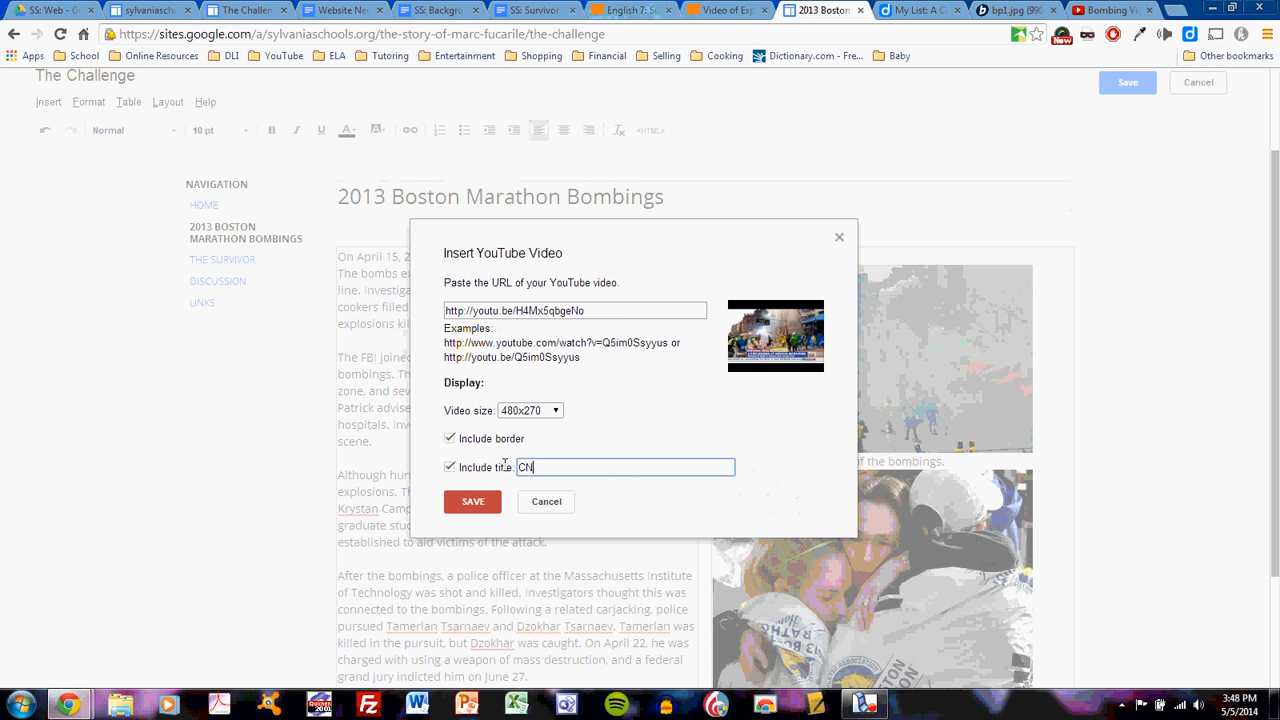 SS: Web - G
sylvaniasch
The Challen
Website Ne
SS: Backgro
SS: Survivor
English 7: S
Video of Ex
2013 Boston
My List: A C
bp1.jpg (990
Bombing Vi
https://sites.google.com/a/sylvaniaschools.org/the-story-of-marc-fucarile/the-challenge
New
Apps School Online Resources DLI YouTube ELA Tutoring Entertainment Shopping Financial Selling Cooking Dictionary.com - Fre... Baby Other bookmarks
The Challenge
Save Cancel
Insert Format Table Layout Help
Normal 10 pt B I U A A <HTML>
NAVIGATION
HOME
2013 BOSTON
MARATHON BOMBINGS
THE SURVIVOR
DISCUSSION
LINKS
2013 Boston Marathon Bombings
On April 15, 2
The bombs ex
line. Investiga
cookers filled
explosions kil
The FBI joined
bombings. Th
zone, and sev
Patrick advise
hospitals. Inv
scene.
Although hun
explosions. Th
Krystan Camp
graduate stud
established to aid victims of the attack.
After the bombings, a police officer at the Massachusetts Institute
of Technology was shot and killed. Investigators thought this was
connected to the bombings. Following a related carjacking, police
pursued Tamerlan Tsarnaev and Dzokhar Tsarnaev. Tamerlan was
killed in the pursuit, but Dzokhar was caught. On April 22, he was
charged with using a weapon of mass destruction, and a federal
grand jury indicted him on June 27.
of the bombings.
Insert YouTube Video
Paste the URL of your YouTube video.
http://youtu.be/H4Mx5qbgeNo
Examples:
http://www.youtube.com/watch?v=Q5im0Ssyyus or
http://youtu.be/Q5im0Ssyyus
Display:
Video size: 480x270
Include border
Include title: CN
SAVE Cancel
3:48 PM
5/5/2014